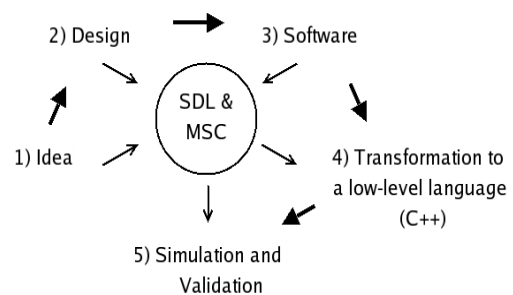 2) Design
3) Software
SDL &
MSC
1) Idea
4) Transformation to
a low-level language
(C++)
5) Simulation and
Validation